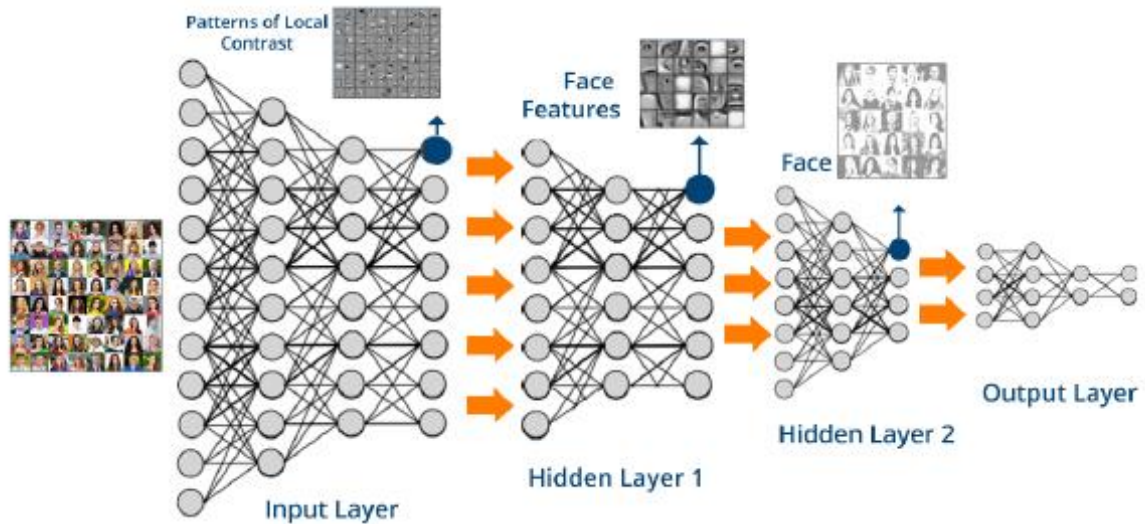 Patterns of Local
Contrast
Face
Features
Face
Input Layer
Hidden Layer 1
Hidden Layer 2
Output Layer